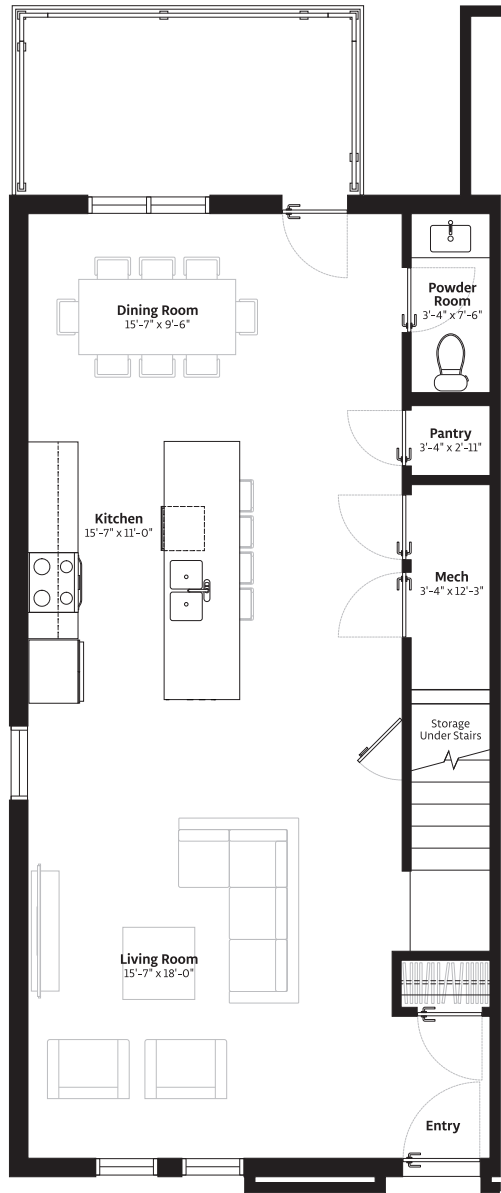 Powder
Room
3'-4" x 7'-6"
Dining Room
15'-7" x 9'-6"
Pantry
3'-4" x 2'-11"
Kitchen
15'-7" x 11'-0"
Mech
3'-4" x 12'-3"
Storage
Under Stairs
Living Room
15'-7" x 18'-0"
Entry